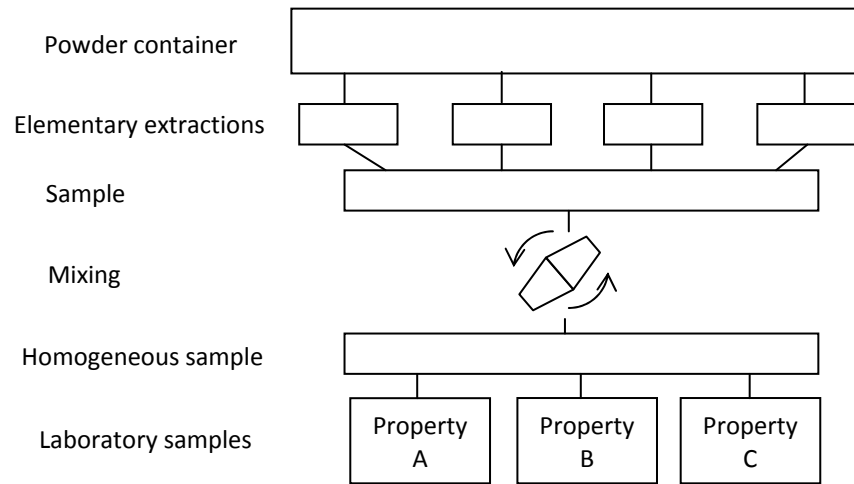 Powder container
Elementary extractions
Sample
Mixing
Homogeneous sample
Laboratory samples
Property
A
Property
B
Property
C